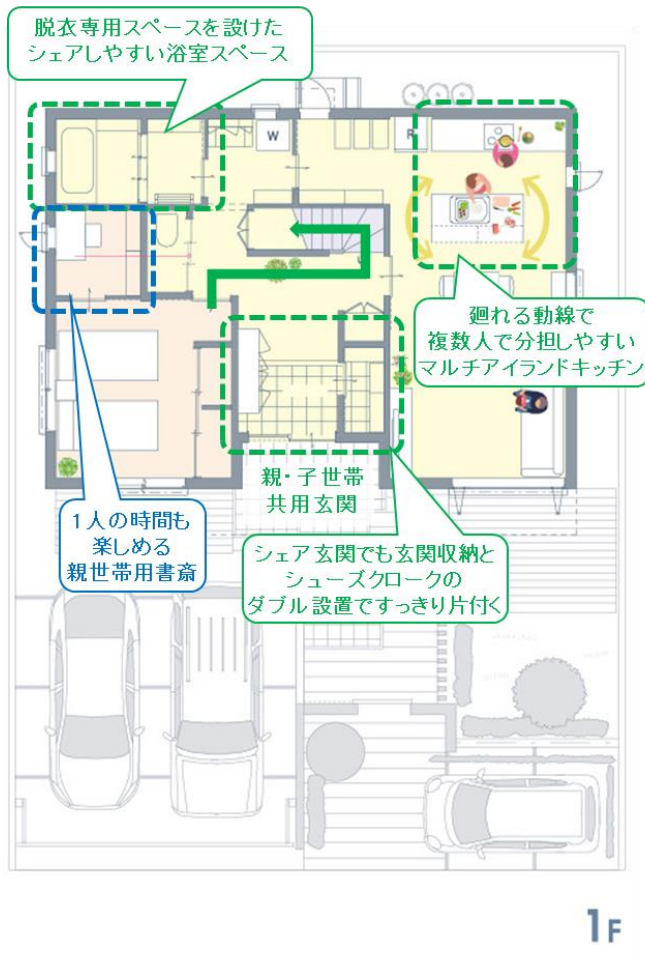 脱衣専用スペースを設けた
シェアしやすい浴室スペース
W
R
廻れる動線で
複数人で分担しやすい
マルチアイランドキッチン
親・子世帯
共用玄関
1人の時間も
楽しめる
親世帯用書斎
シェア玄関でも玄関収納と
シューズクロークの
ダブル設置ですっきり片付く
1F